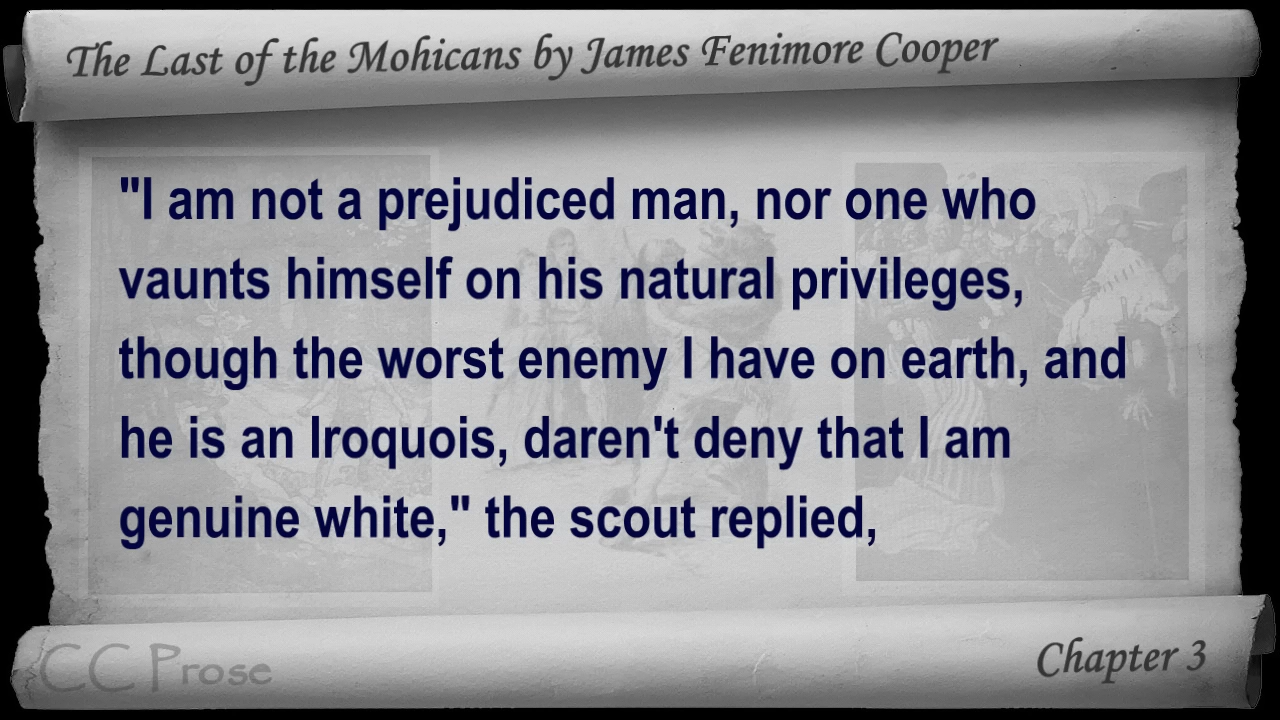 The Last of the Mohicans by James Fenimore Cooper
"I am not a prejudiced man, nor one who
vaunts himself on his natural privileges,
though the worst enemy I have on earth, and
he is an Iroquois, daren't deny that I am
genuine white," the scout replied,
CC Prose
Chapter 3